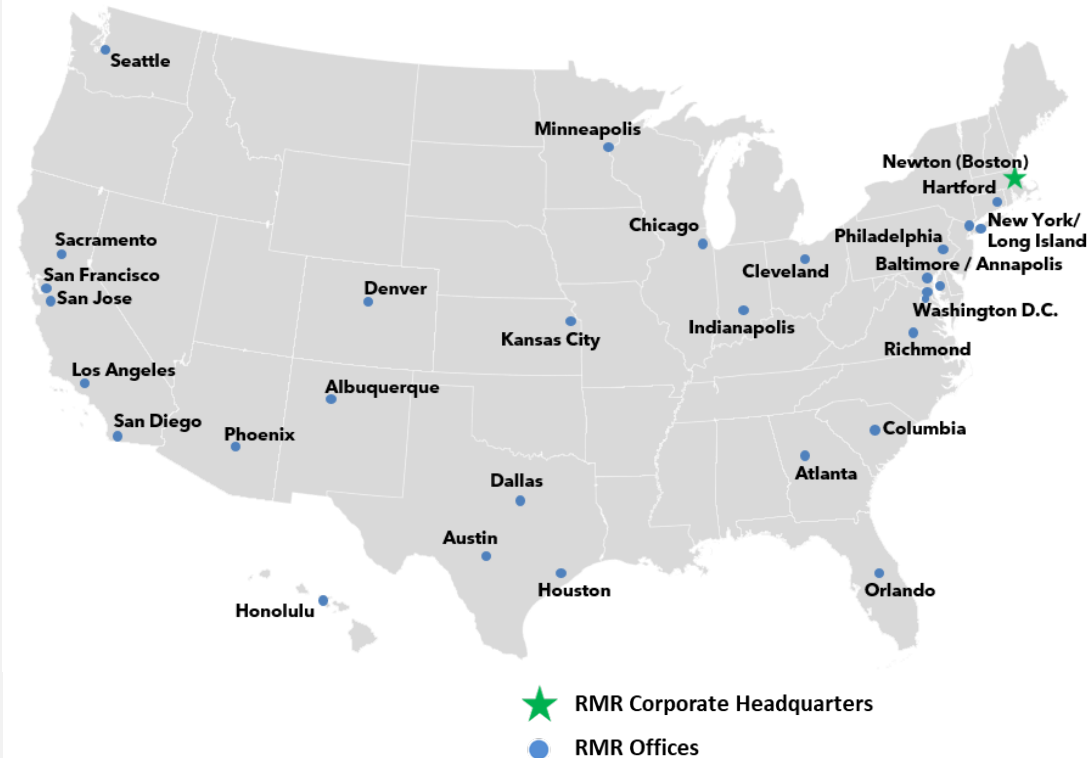 Seattle
Minneapolis
Newton (Boston)
Hartford
New York/
Long Island
Chicago
Philadelphia
Sacramento
Baltimore / Annapolis
Cleveland
San Francisco
San Jose
Denver
Washington D.C.
Indianapolis
Kansas City
Richmond
Los Angeles
Albuquerque
San Diego
Phoenix
Columbia
Atlanta
Dallas
Austin
Houston
Orlando
Honolulu
RMR Corporate Headquarters
RMR Offices